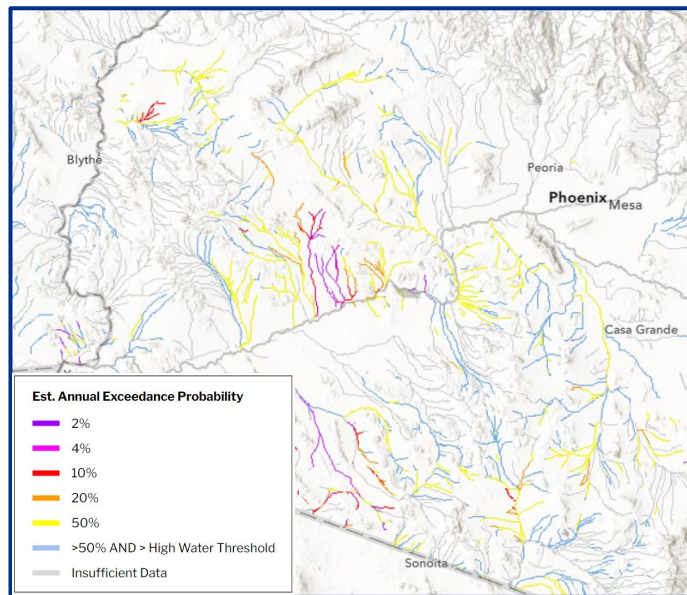 Blythe
Peoria
Phoenix
Mesa
Casa Grande
Est. Annual Exceedance Probability
2%
4%
10%
20%
50%
>50% AND > High Water Threshold
Insufficient Data
Sonoita